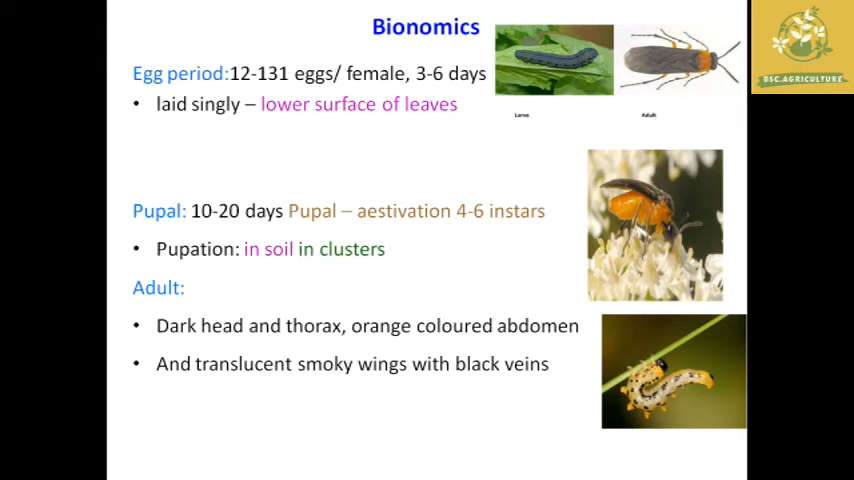 Bionomics
Egg period:12-131 eggs/ female, 3-6 days
• laid singly – lower surface of leaves
Larva
Adult
Pupal: 10-20 days Pupal – aestivation 4-6 instars
• Pupation: in soil in clusters
Adult:
• Dark head and thorax, orange coloured abdomen
• And translucent smoky wings with black veins
BSC.AGRICULTURE